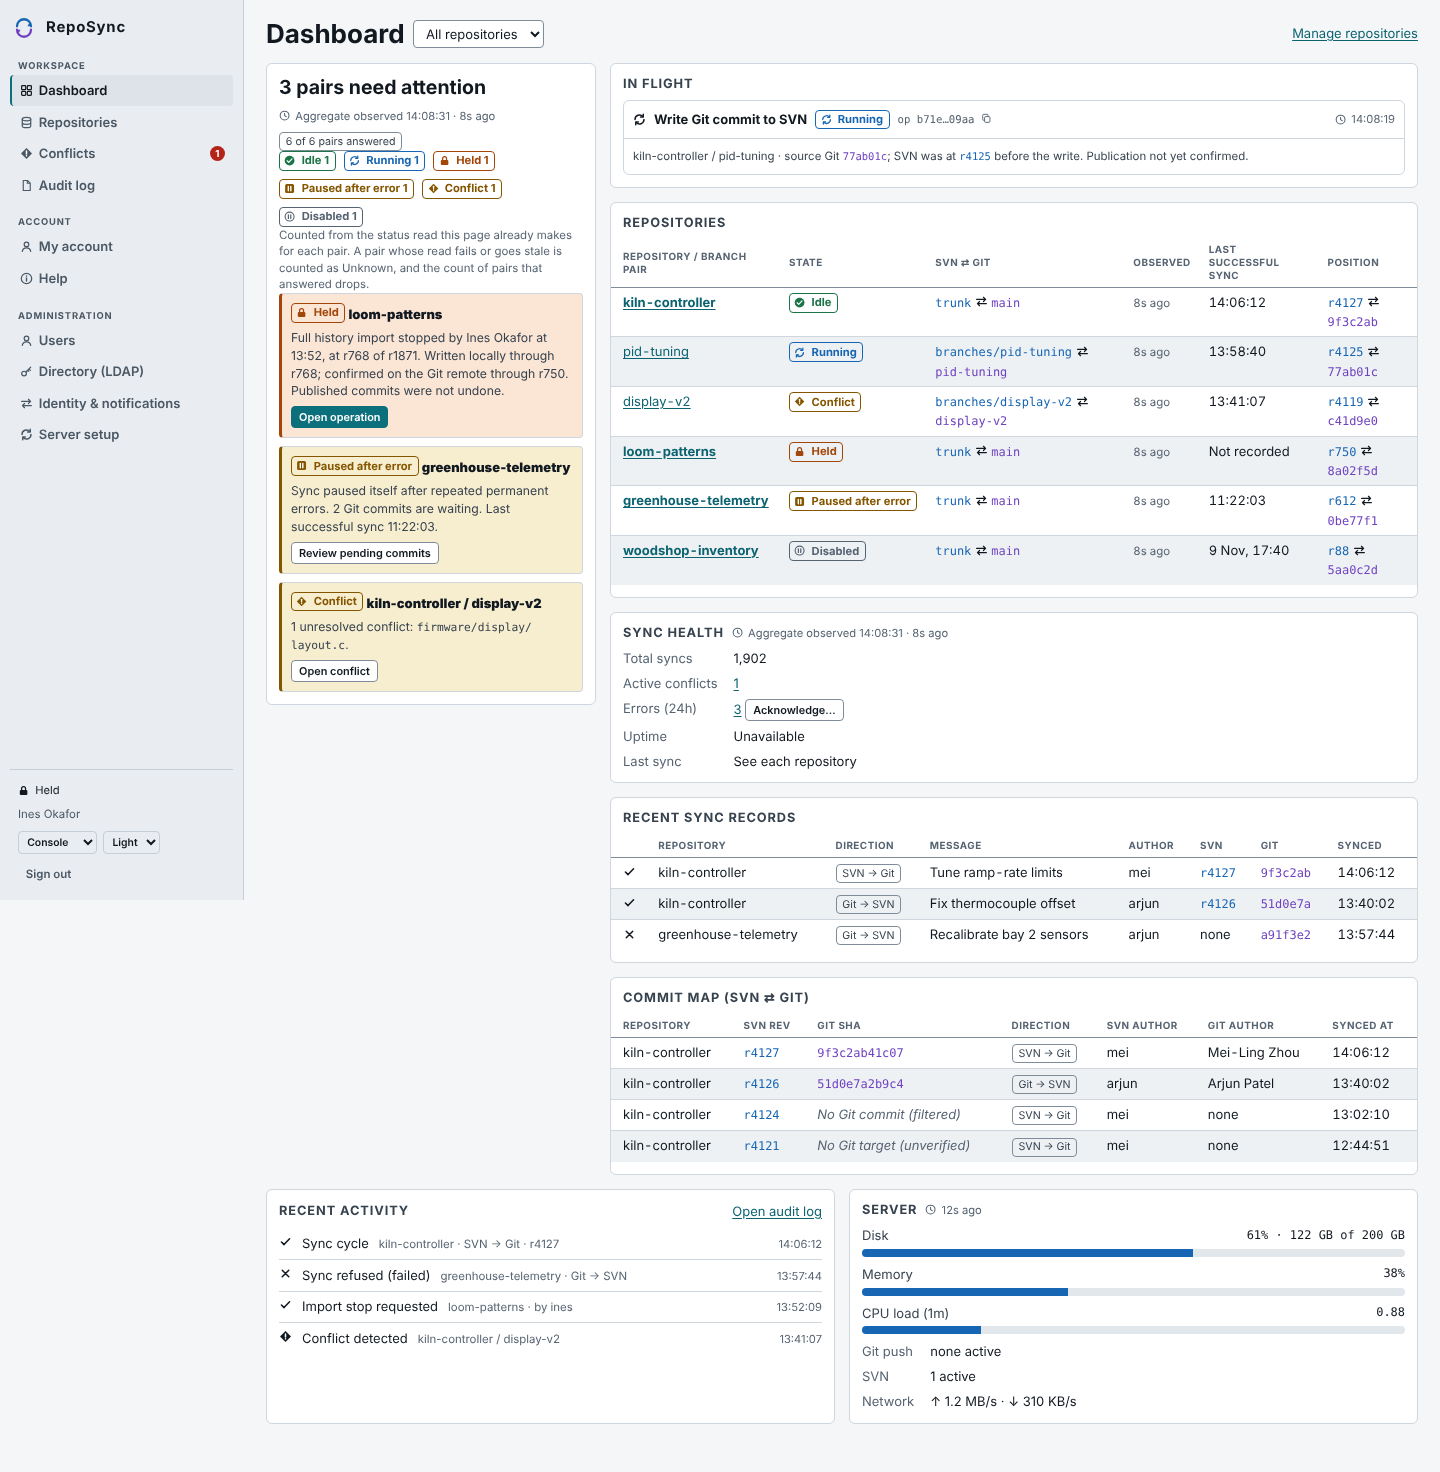 RepoSync
WORKSPACE
Dashboard
Repositories
Conflicts 1
Audit log
ACCOUNT
My account
Help
ADMINISTRATION
Users
Directory (LDAP)
Identity & notifications
Server setup
Held
Ines Okafor
Console Light
Sign out
Dashboard All repositories Manage repositories
3 pairs need attention
Aggregate observed 14:08:31 · 8s ago
6 of 6 pairs answered
Idle 1 Running 1 Held 1
Paused after error 1 Conflict 1
Disabled 1
Counted from the status read this page already makes
for each pair. A pair whose read fails or goes stale is
counted as Unknown, and the count of pairs that
answered drops.
Held loom-patterns
Full history import stopped by Ines Okafor at
13:52, at r768 of r1871. Written locally through
r768; confirmed on the Git remote through r750.
Published commits were not undone.
Open operation
Paused after error greenhouse-telemetry
Sync paused itself after repeated permanent
errors. 2 Git commits are waiting. Last
successful sync 11:22:03.
Review pending commits
Conflict kiln-controller / display-v2
1 unresolved conflict: firmware/display/
layout.c.
Open conflict
IN FLIGHT
Write Git commit to SVN Running op b71e…09aa 14:08:19
kiln-controller / pid-tuning · source Git 77ab01c; SVN was at r4125 before the write. Publication not yet confirmed.
REPOSITORIES
REPOSITORY / BRANCH PAIR STATE SVN ⇄ GIT OBSERVED LAST SUCCESSFUL SYNC POSITION
kiln-controller Idle trunk ⇄ main 8s ago 14:06:12 r4127 ⇄ 9f3c2ab
pid-tuning Running branches/pid-tuning ⇄ pid-tuning 8s ago 13:58:40 r4125 ⇄ 77ab01c
display-v2 Conflict branches/display-v2 ⇄ display-v2 8s ago 13:41:07 r4119 ⇄ c41d9e0
loom-patterns Held trunk ⇄ main 8s ago Not recorded r750 ⇄ 8a02f5d
greenhouse-telemetry Paused after error trunk ⇄ main 8s ago 11:22:03 r612 ⇄ 0be77f1
woodshop-inventory Disabled trunk ⇄ main 8s ago 9 Nov, 17:40 r88 ⇄ 5aa0c2d
SYNC HEALTH Aggregate observed 14:08:31 · 8s ago
Total syncs 1,902
Active conflicts 1
Errors (24h) 3 Acknowledge…
Uptime Unavailable
Last sync See each repository
RECENT SYNC RECORDS
REPOSITORY DIRECTION MESSAGE AUTHOR SVN GIT SYNCED
kiln-controller SVN → Git Tune ramp-rate limits mei r4127 9f3c2ab 14:06:12
kiln-controller Git → SVN Fix thermocouple offset arjun r4126 51d0e7a 13:40:02
greenhouse-telemetry Git → SVN Recalibrate bay 2 sensors arjun none a91f3e2 13:57:44
COMMIT MAP (SVN ⇄ GIT)
REPOSITORY SVN REV GIT SHA DIRECTION SVN AUTHOR GIT AUTHOR SYNCED AT
kiln-controller r4127 9f3c2ab41c07 SVN → Git mei Mei-Ling Zhou 14:06:12
kiln-controller r4126 51d0e7a2b9c4 Git → SVN arjun Arjun Patel 13:40:02
kiln-controller r4124 No Git commit (filtered) SVN → Git mei none 13:02:10
kiln-controller r4121 No Git target (unverified) SVN → Git mei none 12:44:51
RECENT ACTIVITY Open audit log
Sync cycle kiln-controller · SVN → Git · r4127 14:06:12
Sync refused (failed) greenhouse-telemetry · Git → SVN 13:57:44
Import stop requested loom-patterns · by ines 13:52:09
Conflict detected kiln-controller / display-v2 13:41:07
SERVER 12s ago
Disk 61% · 122 GB of 200 GB
Memory 38%
CPU load (1m) 0.88
Git push none active
SVN 1 active
Network ↑ 1.2 MB/s · ↓ 310 KB/s